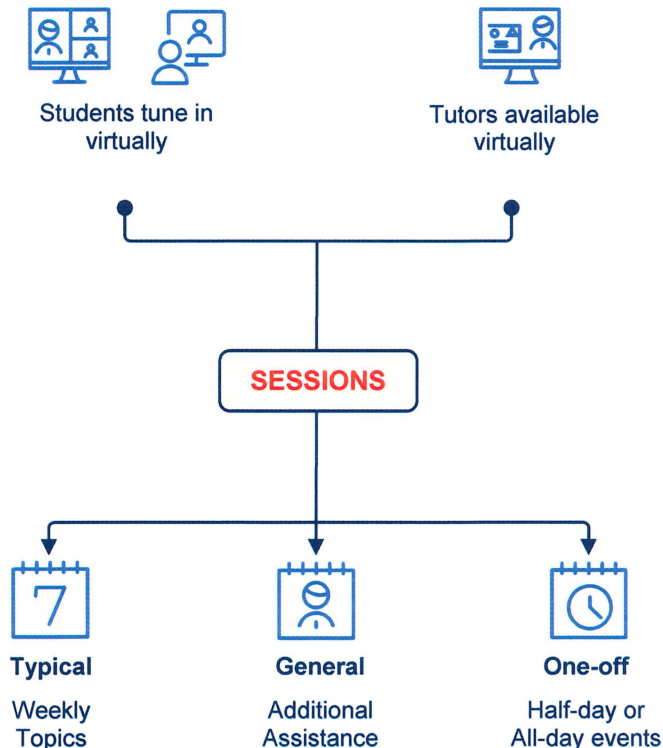 Students tune in
virtually
Tutors available
virtually
SESSIONS
7
Typical
Weekly
Topics
General
Additional
Assistance
One-off
Half-day or
All-day events